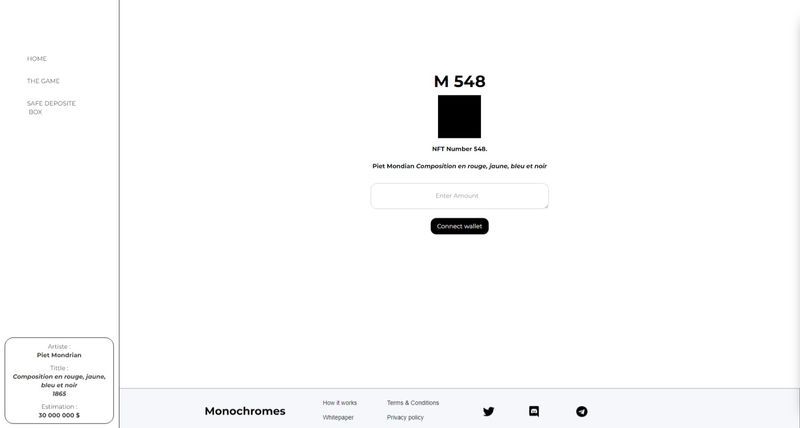 HOME
THE GAME
SAFE DEPOSITE
BOX
M 548
NFT Number 548.
Piet Mondian Composition en rouge, jaune, bleu et noir
Enter Amount
Connect wallet
Artiste :
Piet Mondrian
Tittle :
Composition en rouge, jaune,
bleu et noir
1865
Estimation :
30 000 000 $
Monochromes
How it works
Whitepaper
Terms & Conditions
Privacy policy